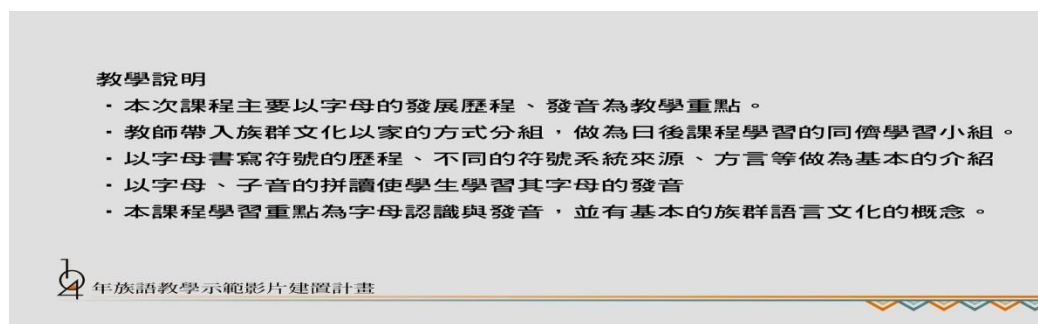 教學說明
・本次課程主要以字母的發展歷程、發音為教學重點。
・教師帶入族群文化以家的方式分組，做為日後課程學習的同儕學習小組。
・以字母書寫符號的歷程、不同的符號系統來源、方言等做為基本的介紹
・以字母、子音的拼讀使學生學習其字母的發音
・本課程學習重點為字母認識與發音，並有基本的族群語言文化的概念。
104年族語教學示範影片建置計畫